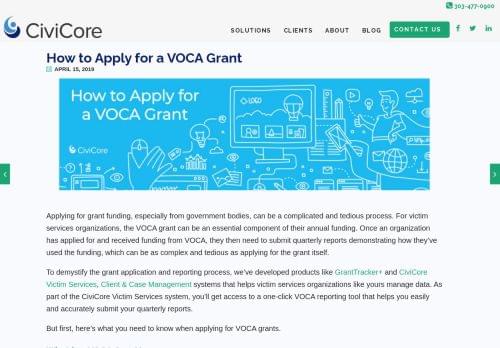 303-477-0900
CiviCore
SOLUTIONS CLIENTS ABOUT BLOG CONTACT US
How to Apply for a VOCA Grant
APRIL 15, 2019
How to Apply for
a VOCA Grant
CiviCore
Applying for grant funding, especially from government bodies, can be a complicated and tedious process. For victim
services organizations, the VOCA grant can be an essential component of their annual funding. Once an organization
has applied for and received funding from VOCA, they then need to submit quarterly reports demonstrating how they've
used the funding, which can be as complex and tedious as applying for the grant itself.
To demystify the grant application and reporting process, we've developed products like GrantTracker+ and CiviCore
Victim Services, Client & Case Management systems that helps victim services organizations like yours manage data. As
part of the CiviCore Victim Services system, you'll get access to a one-click VOCA reporting tool that helps you easily
and accurately submit your quarterly reports.
But first, here's what you need to know when applying for VOCA grants.